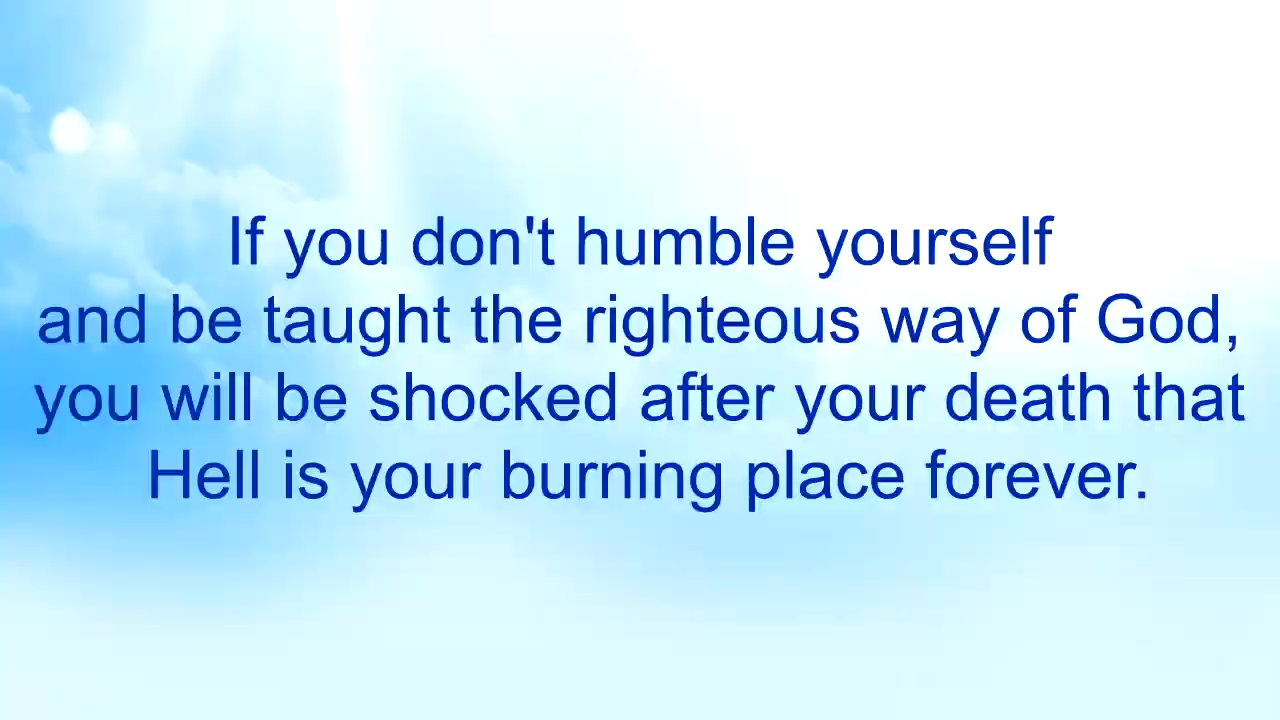 If you don't humble yourself
and be taught the righteous way of God,
you will be shocked after your death that
Hell is your burning place forever.